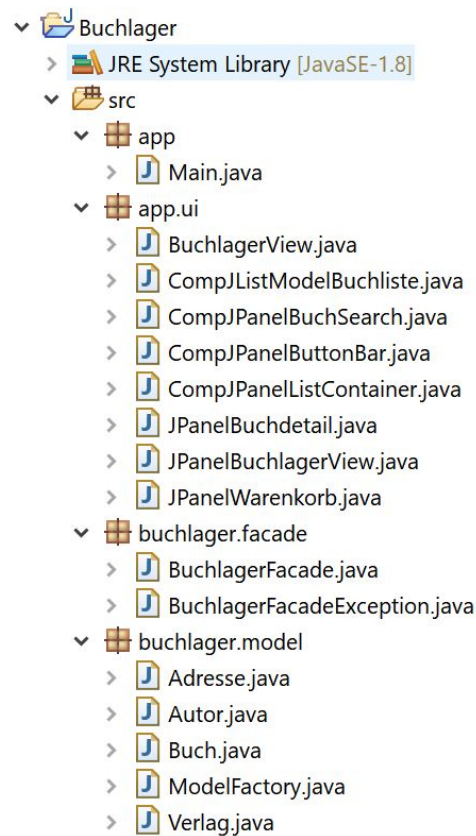 Buchlager
JRE System Library [JavaSE-1.8]
src
app
Main.java
app.ui
BuchlagerView.java
CompJListModelBuchliste.java
CompJPanelBuchSearch.java
CompJPanelButtonBar.java
CompJPanelListContainer.java
JPanelBuchdetail.java
JPanelBuchlagerView.java
JPanelWarenkorb.java
buchlager.facade
BuchlagerFacade.java
BuchlagerFacadeException.java
buchlager.model
Adresse.java
Autor.java
Buch.java
ModelFactory.java
Verlag.java